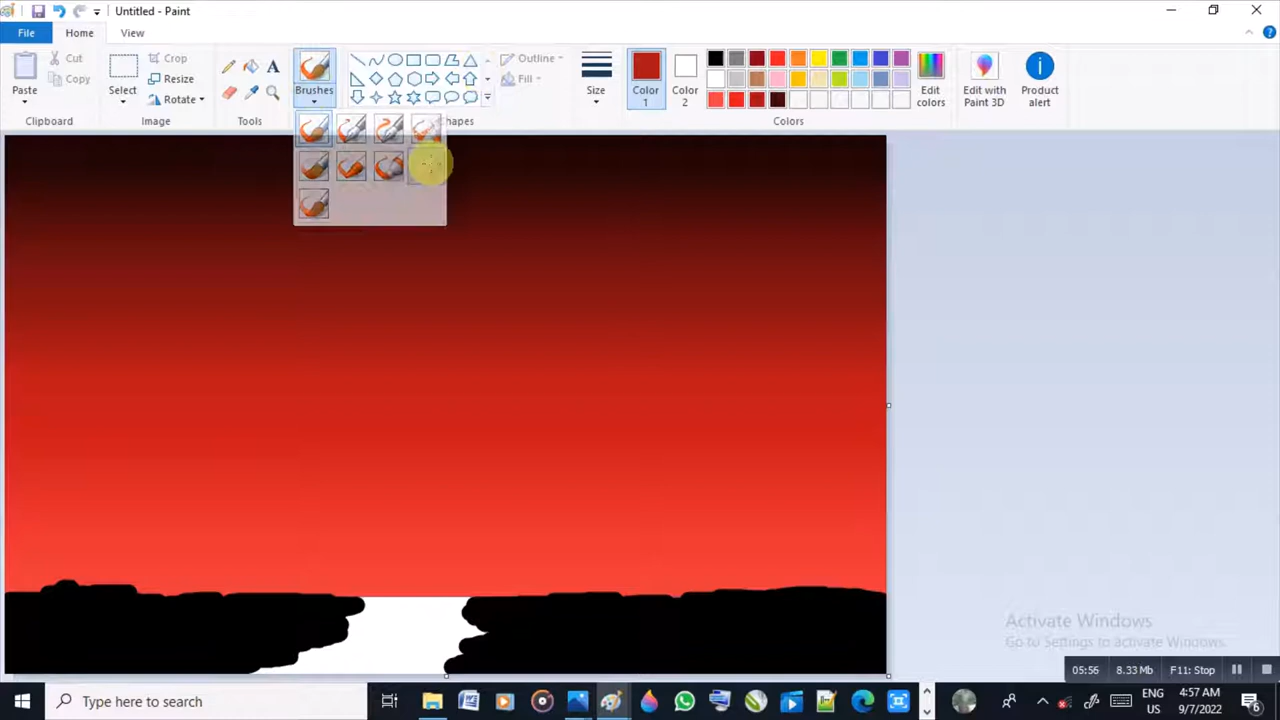 Untitled - Paint
File Home View
Paste
Cut
Copy
Clipboard
Select
Crop
Resize
Rotate
Image
A
Tools
Brushes
Outline
Fill
Size
Color 1
Color 2
Edit colors
Colors
Edit with Paint 3D
Product alert
Activate Windows
Go to Settings to activate Windows.
05:56 8.33 Mb F11: Stop
Type here to search
ENG US
4:57 AM
9/7/2022
6